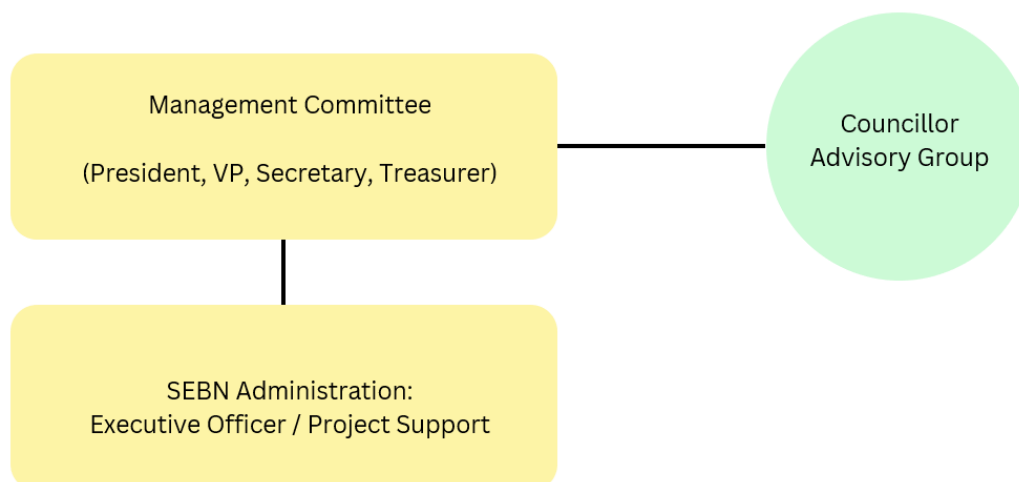 Management Committee
(President, VP, Secretary, Treasurer)
Councillor
Advisory Group
SEBN Administration:
Executive Officer / Project Support